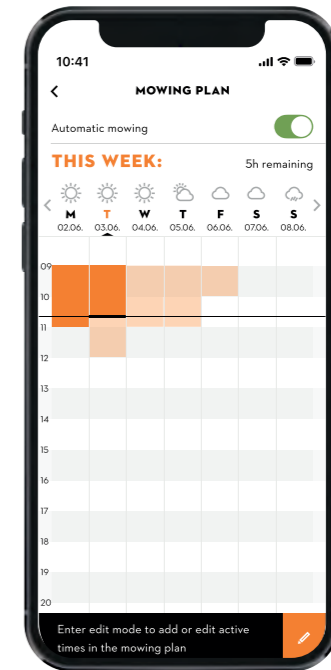 10:41
MOWING PLAN
Automatic mowing
THIS WEEK: 5h remaining
M T W T F S S
02.06. 03.06. 04.06. 05.06. 06.06. 07.06. 08.06.
09
10
11
12
13
14
15
16
17
18
19
20
Enter edit mode to add or edit active
times in the mowing plan